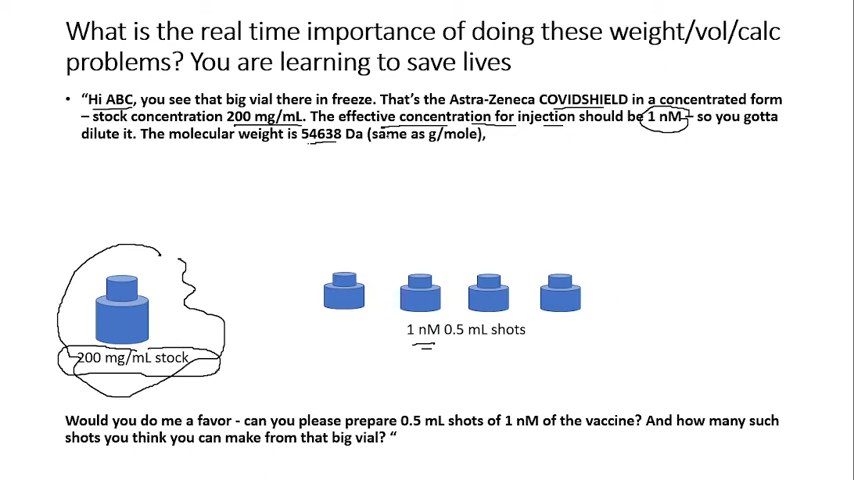 What is the real time importance of doing these weight/vol/calc
problems? You are learning to save lives
• “Hi ABC, you see that big vial there in freeze. That’s the Astra-Zeneca COVIDSHIELD in a concentrated form
– stock concentration 200 mg/mL. The effective concentration for injection should be 1 nM – so you gotta
dilute it. The molecular weight is 54638 Da (same as g/mole),
1 nM 0.5 mL shots
200 mg/mL stock
Would you do me a favor - can you please prepare 0.5 mL shots of 1 nM of the vaccine? And how many such
shots you think you can make from that big vial? “